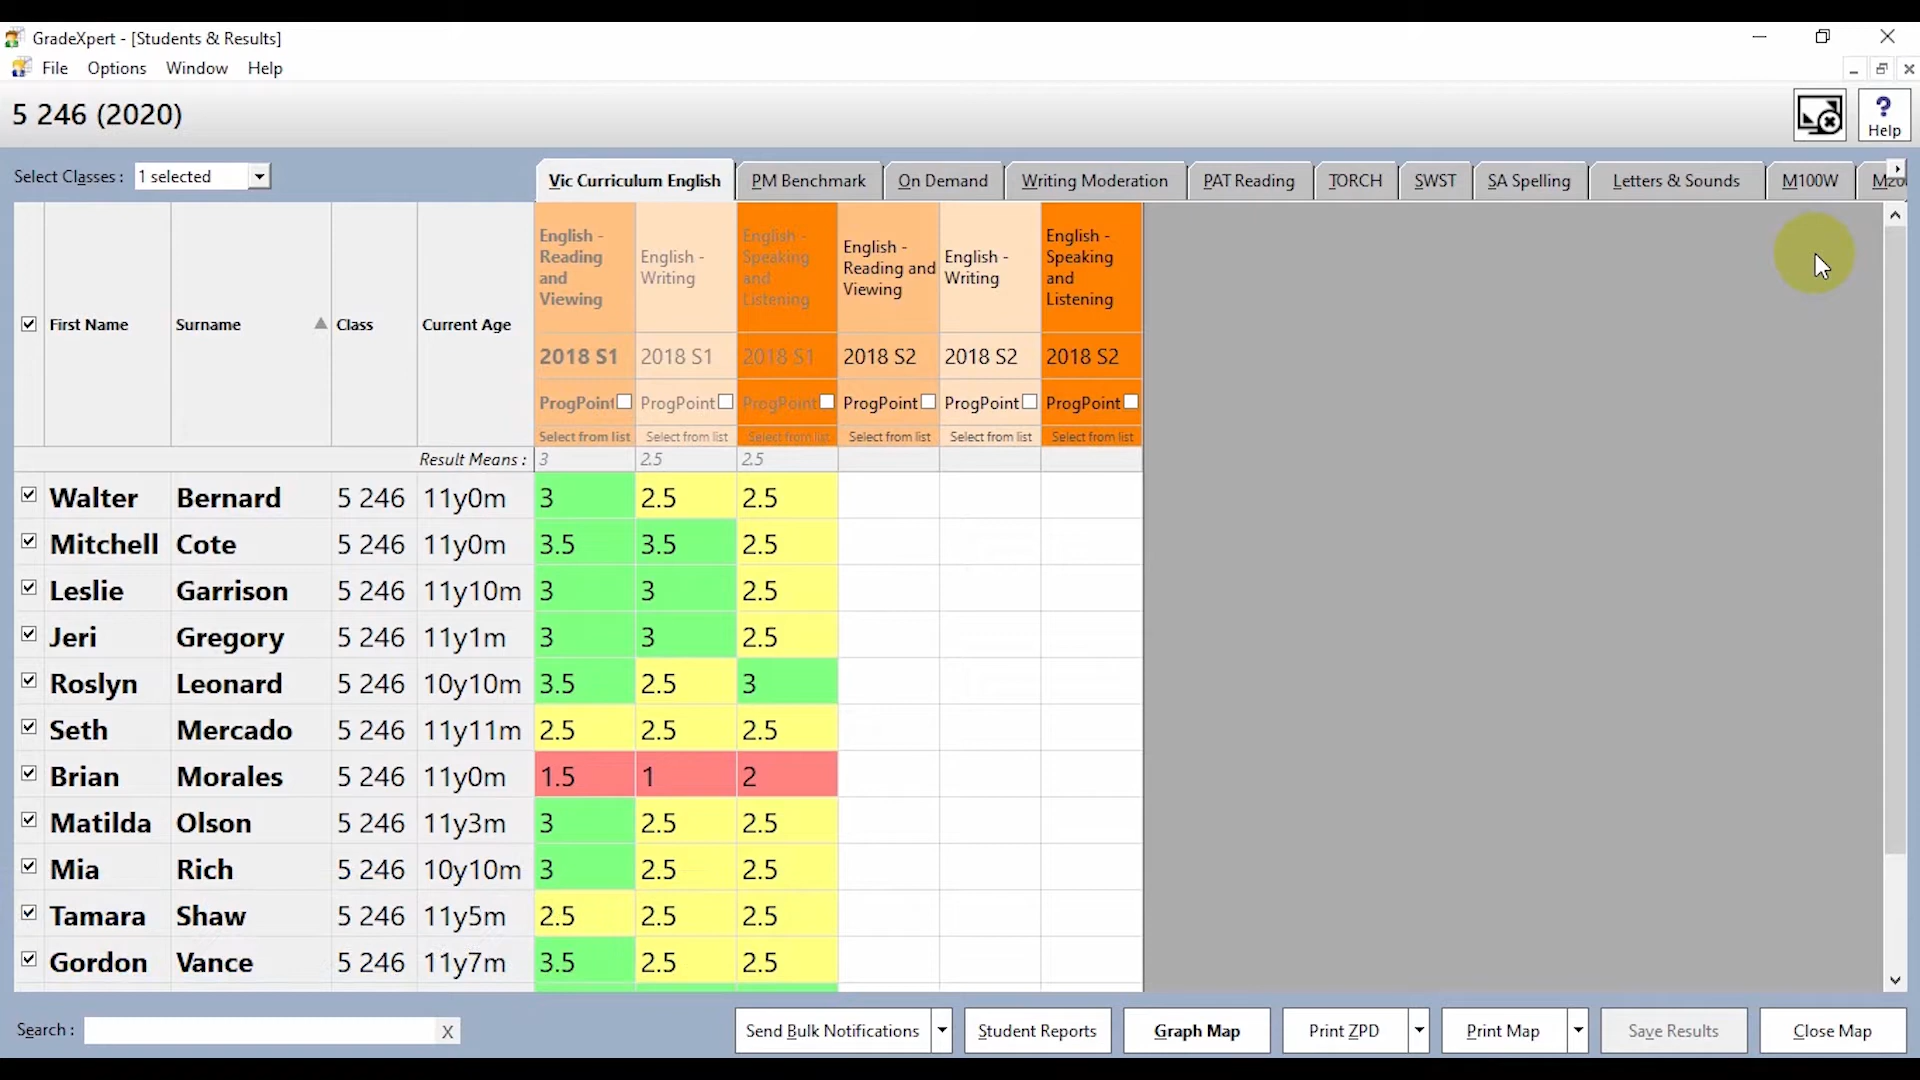 GradeXpert - [Students & Results]
File Options Window Help
5 246 (2020)
Help
Select Classes : 1 selected
Vic Curriculum English PM Benchmark On Demand Writing Moderation PAT Reading TORCH SWST SA Spelling Letters & Sounds M100W
First Name Surname Class Current Age
English - Reading and Viewing
English - Writing
English - Speaking and Listening
English - Reading and Viewing
English - Writing
English - Speaking and Listening
2018 S1 2018 S1 2018 S1 2018 S2 2018 S2 2018 S2
ProgPoint ProgPoint ProgPoint ProgPoint ProgPoint ProgPoint
Select from list Select from list Select from list Select from list Select from list Select from list
Result Means : 3 2.5 2.5
Walter Bernard 5 246 11y0m 3 2.5 2.5
Mitchell Cote 5 246 11y0m 3.5 3.5 2.5
Leslie Garrison 5 246 11y10m 3 3 2.5
Jeri Gregory 5 246 11y1m 3 3 2.5
Roslyn Leonard 5 246 10y10m 3.5 2.5 3
Seth Mercado 5 246 11y11m 2.5 2.5 2.5
Brian Morales 5 246 11y0m 1.5 1 2
Matilda Olson 5 246 11y3m 3 2.5 2.5
Mia Rich 5 246 10y10m 3 2.5 2.5
Tamara Shaw 5 246 11y5m 2.5 2.5 2.5
Gordon Vance 5 246 11y7m 3.5 2.5 2.5
Search : X Send Bulk Notifications Student Reports Graph Map Print ZPD Print Map Save Results Close Map